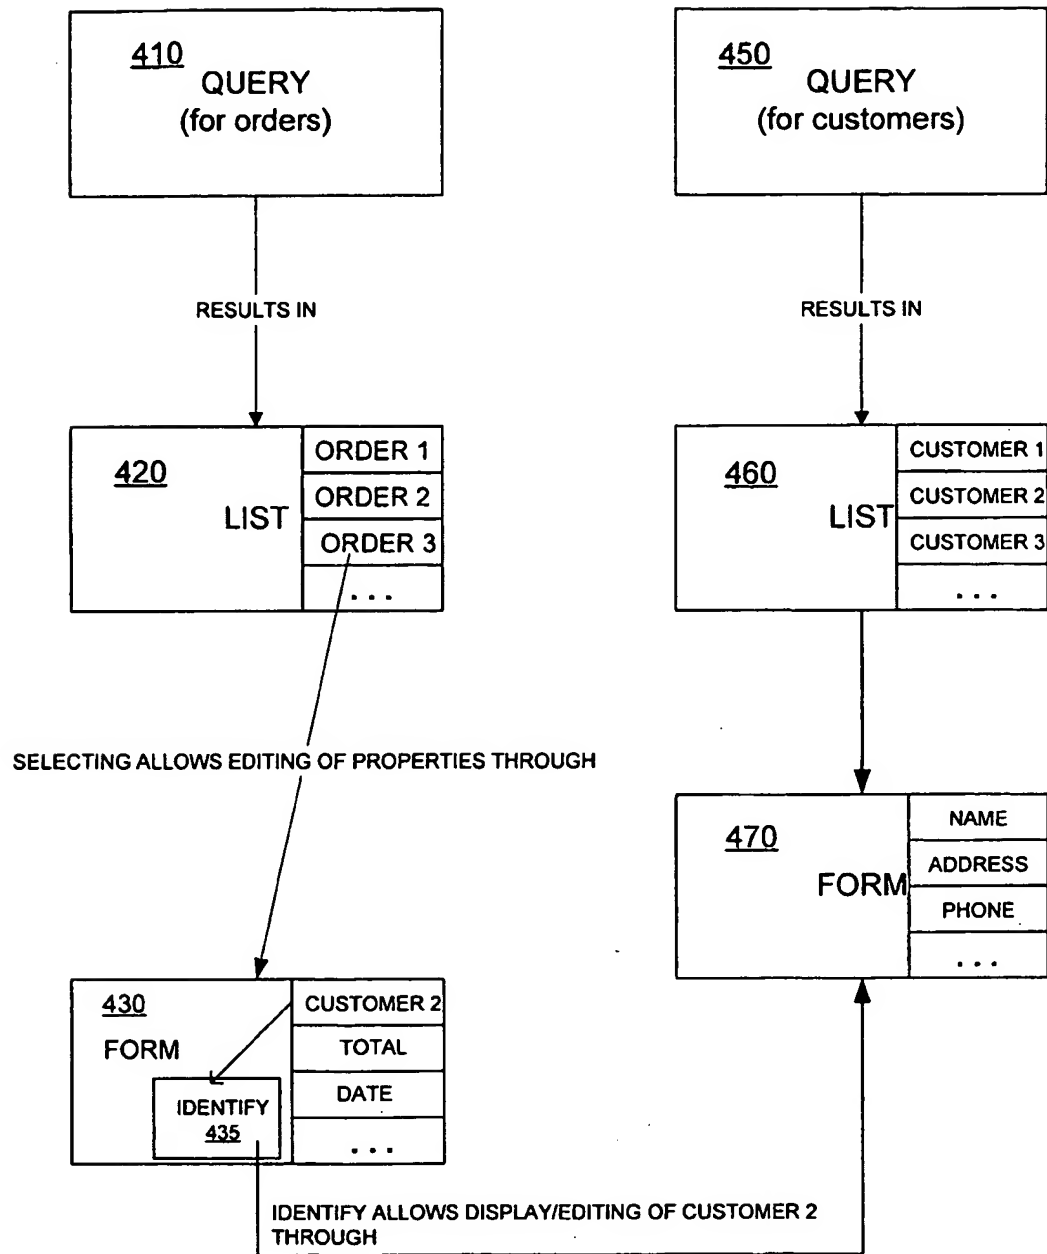 410
QUERY
(for orders)
RESULTS IN
420
LIST
ORDER 1
ORDER 2
ORDER 3
. . .
SELECTING ALLOWS EDITING OF PROPERTIES THROUGH
430
FORM
IDENTIFY
435
CUSTOMER 2
TOTAL
DATE
. . .
IDENTIFY ALLOWS DISPLAY/EDITING OF CUSTOMER 2
THROUGH
450
QUERY
(for customers)
RESULTS IN
460
LIST
CUSTOMER 1
CUSTOMER 2
CUSTOMER 3
. . .
470
FORM
NAME
ADDRESS
PHONE
. . .